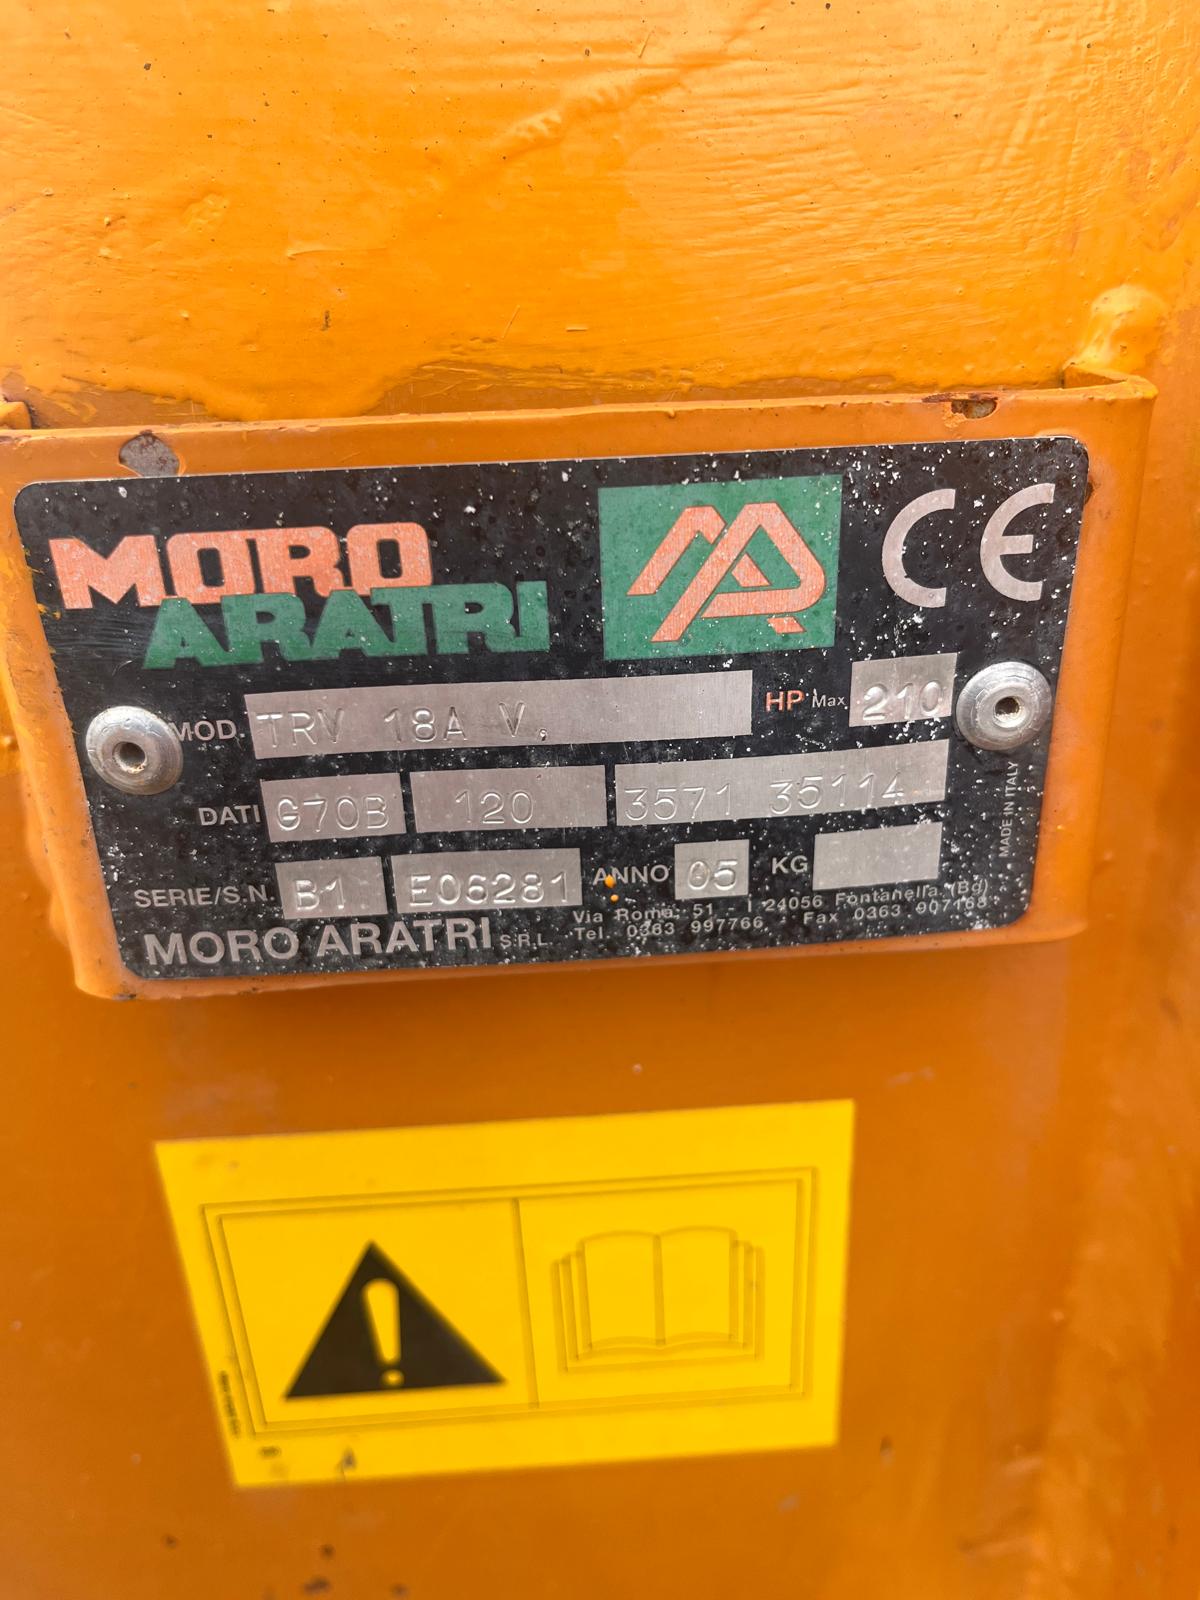 MORO
ARATRI
MA
CE
MOD. TRV 18A V. HP Max 210
DATI G70B 120 3571 35114
SERIE/S.N. B1 E06281 ANNO 05 KG
MORO ARATRI S.R.L. Via Roma, 51 - I 24056 Fontanella (Bg)
Tel. 0363 997766 - Fax 0363 907168
MADE IN ITALY